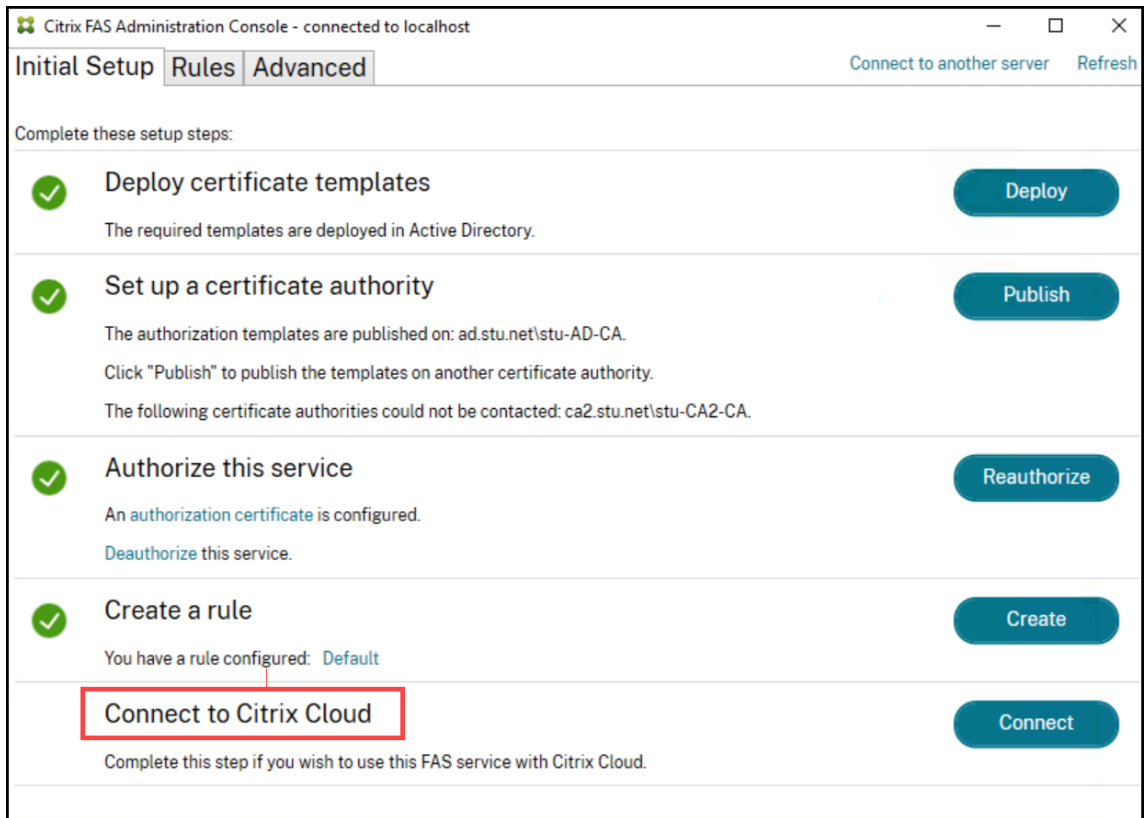 Citrix FAS Administration Console - connected to localhost
Initial Setup Rules Advanced Connect to another server Refresh
Complete these setup steps:
Deploy certificate templates
Deploy
The required templates are deployed in Active Directory.
Set up a certificate authority
Publish
The authorization templates are published on: ad.stu.net\stu-AD-CA.
Click "Publish" to publish the templates on another certificate authority.
The following certificate authorities could not be contacted: ca2.stu.net\stu-CA2-CA.
Authorize this service
Reauthorize
An authorization certificate is configured.
Deauthorize this service.
Create a rule
Create
You have a rule configured: Default
Connect to Citrix Cloud
Connect
Complete this step if you wish to use this FAS service with Citrix Cloud.